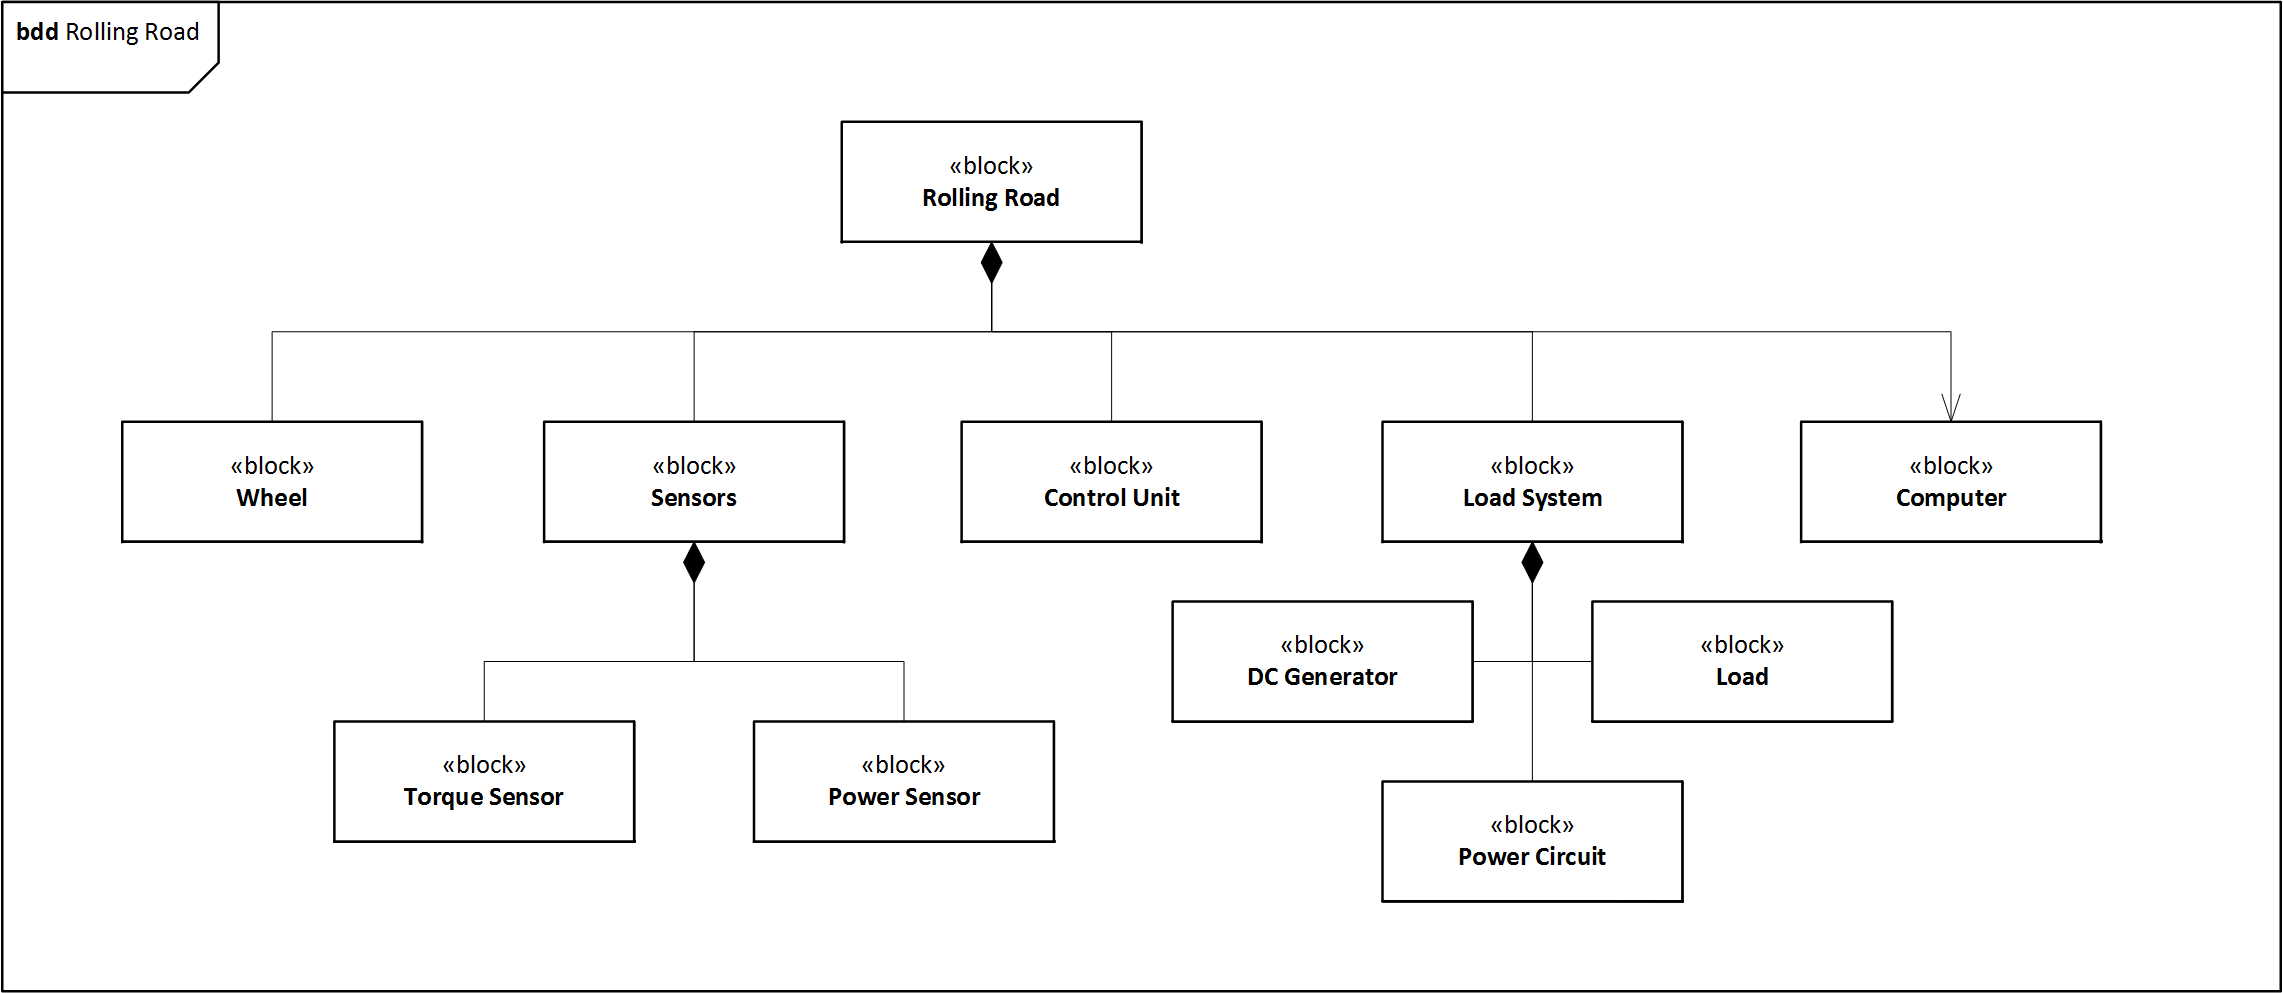 bdd Rolling Road
«block»
Rolling Road
«block»
Wheel
«block»
Sensors
«block»
Control Unit
«block»
Load System
«block»
Computer
«block»
DC Generator
«block»
Load
«block»
Torque Sensor
«block»
Power Sensor
«block»
Power Circuit